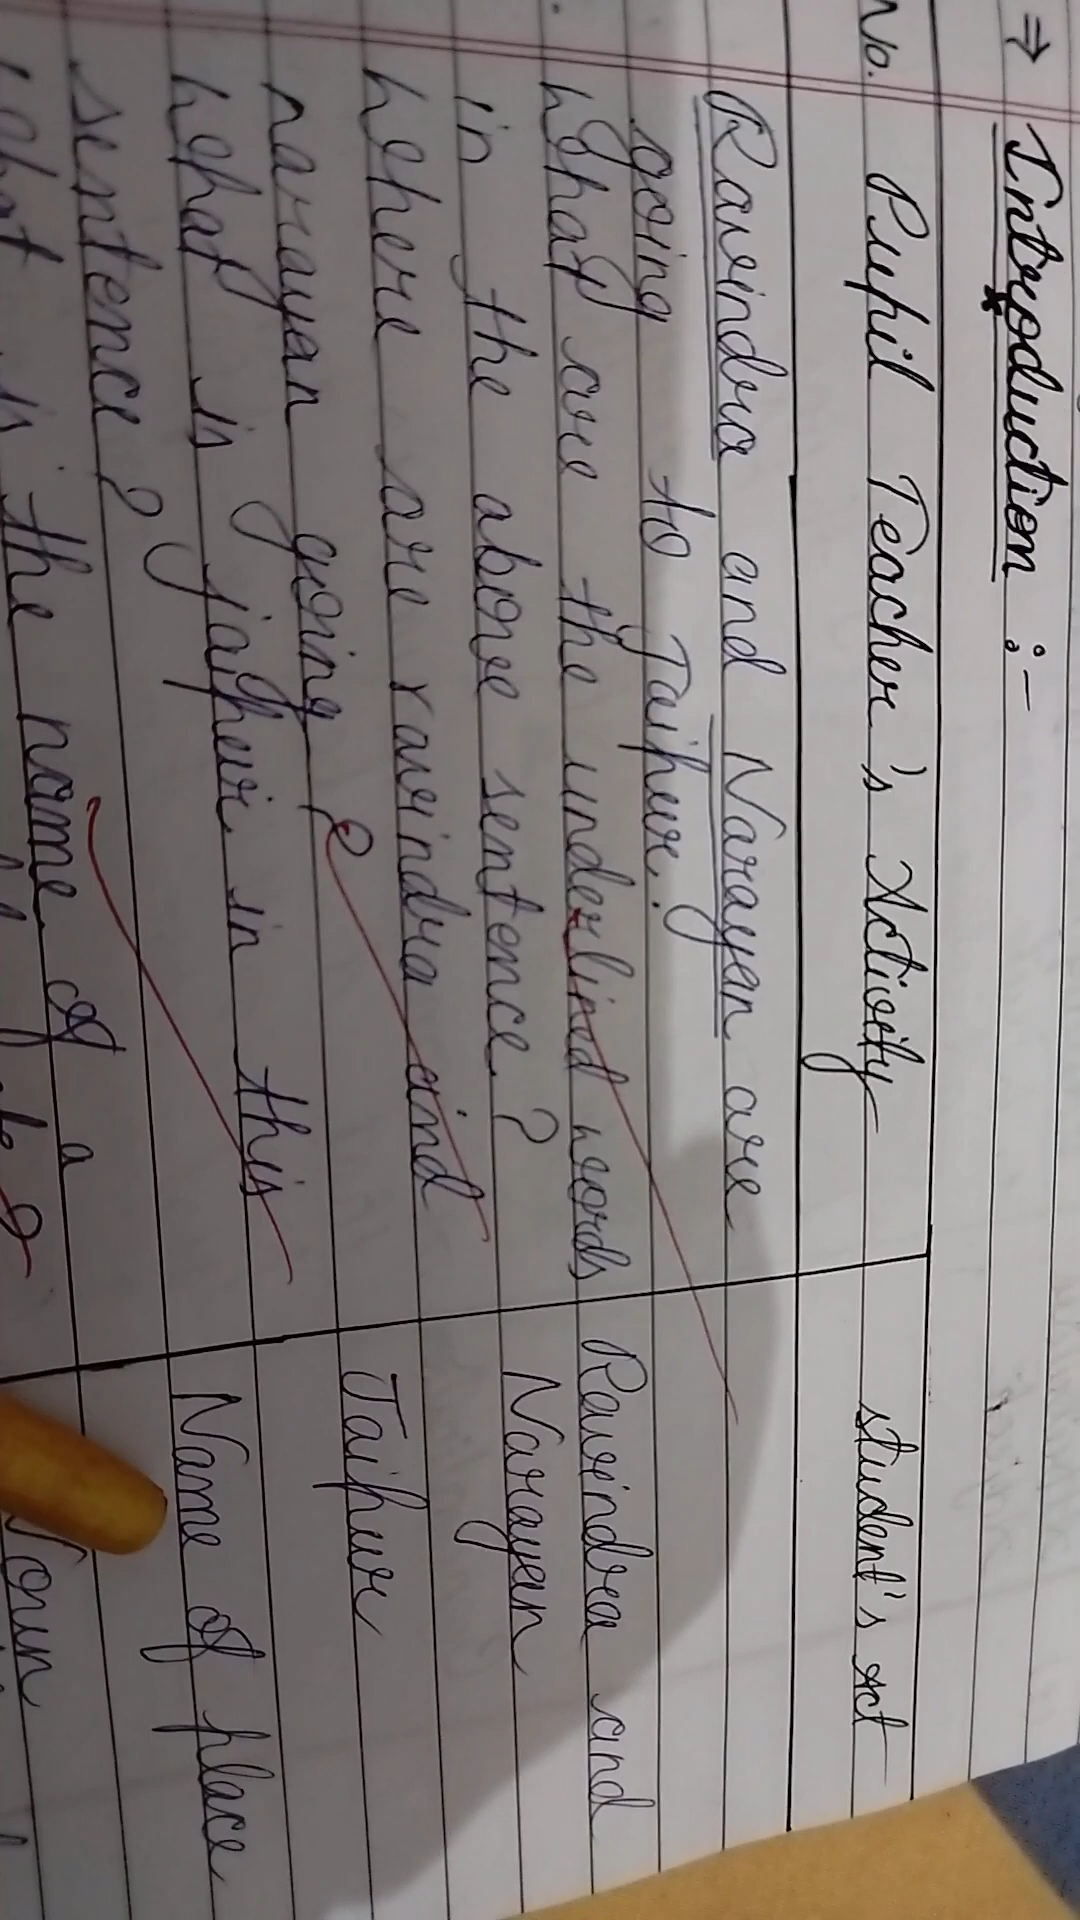 ⇒ Introduction :-
No. Pupil Teacher's Activity student's Act
Ravindra and Narayan are
going to Jaipur.
What are the underlined words Ravindra and
in the above sentence? Narayan
where are ravindra and
narayan going? Jaipur
what is jaipur in this
sentence? Name of place
what is the name of a
Noun